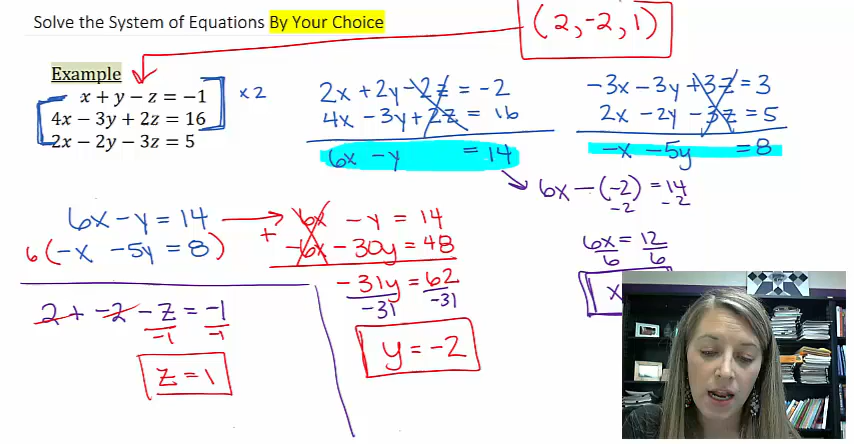 Solve the System of Equations By Your Choice
(2, -2, 1)
Example
x + y − z = −1
4x − 3y + 2z = 16
2x − 2y − 3z = 5
x 2
2x + 2y − 2z = −2
4x − 3y + 2z = 16
6x − y = 14
−3x − 3y + 3z = 3
2x − 2y − 3z = 5
−x − 5y = 8
6x − (−2) = 14
−2 −2
6x = 12
6 6
x
6x − y = 14
6(−x − 5y = 8)
6x − y = 14
+ −6x − 30y = 48
−31y = 62
−31 −31
y = −2
2 + −2 − z = −1
−1 −1
z = 1